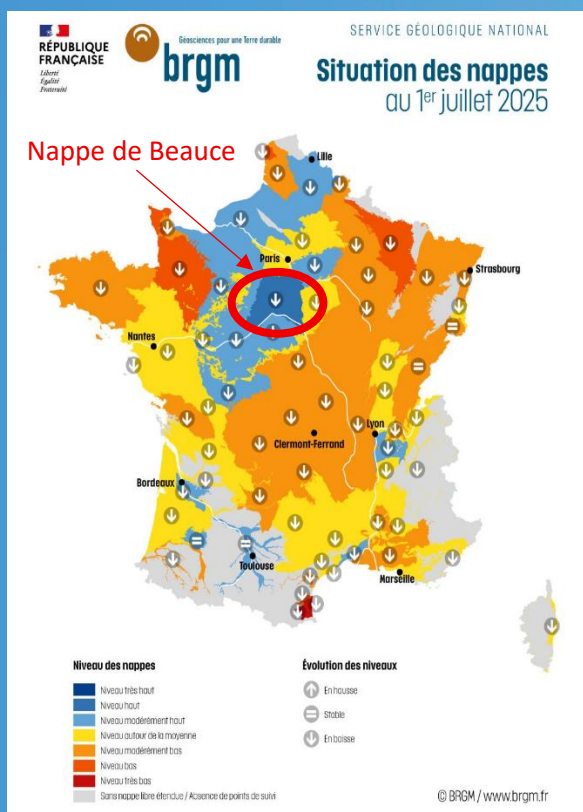 RÉPUBLIQUE
FRANÇAISE
Liberté
Égalité
Fraternité
Géosciences pour une Terre durable
brgm
SERVICE GÉOLOGIQUE NATIONAL
Situation des nappes
au 1er juillet 2025
Nappe de Beauce
Lille
Paris
Strasbourg
Nantes
Lyon
Clermont-Ferrand
Bordeaux
Toulouse
Marseille
Niveau des nappes
Niveau très haut
Niveau haut
Niveau modérément haut
Niveau autour de la moyenne
Niveau modérément bas
Niveau bas
Niveau très bas
Sans nappe libre étendue / Absence de points de suivi
Évolution des niveaux
En hausse
Stable
En baisse
© BRGM / www.brgm.fr